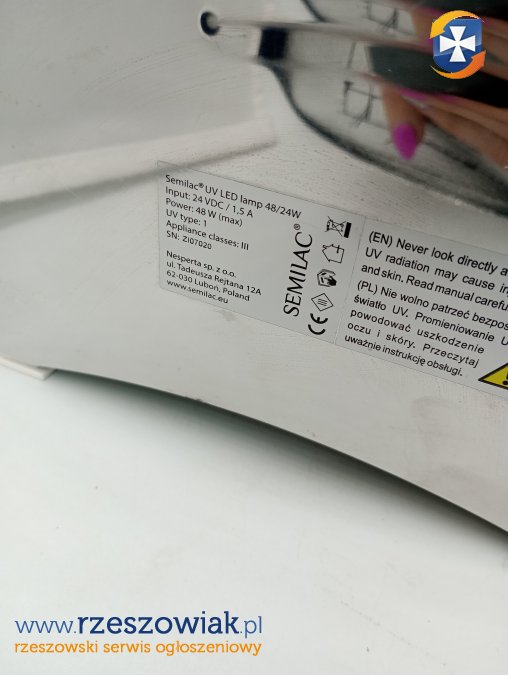 Semilac® UV LED lamp 48/24W
Input: 24 VDC / 1,5 A
Power: 48 W (max)
UV type: 1
Appliance classes: III
SN: ZI07020
Nesperta sp. z o.o.
ul. Tadeusza Rejtana 12A
62-030 Luboń, Poland
www.semilac.eu
SEMILAC®
CE
(EN) Never look directly a
UV radiation may cause in
and skin. Read manual carefu
(PL) Nie wolno patrzeć bezpoś
światło UV. Promieniowanie U
powodować uszkodzenie
oczu i skóry. Przeczytaj
uważnie instrukcję obsługi.
www.rzeszowiak.pl
rzeszowski serwis ogłoszeniowy